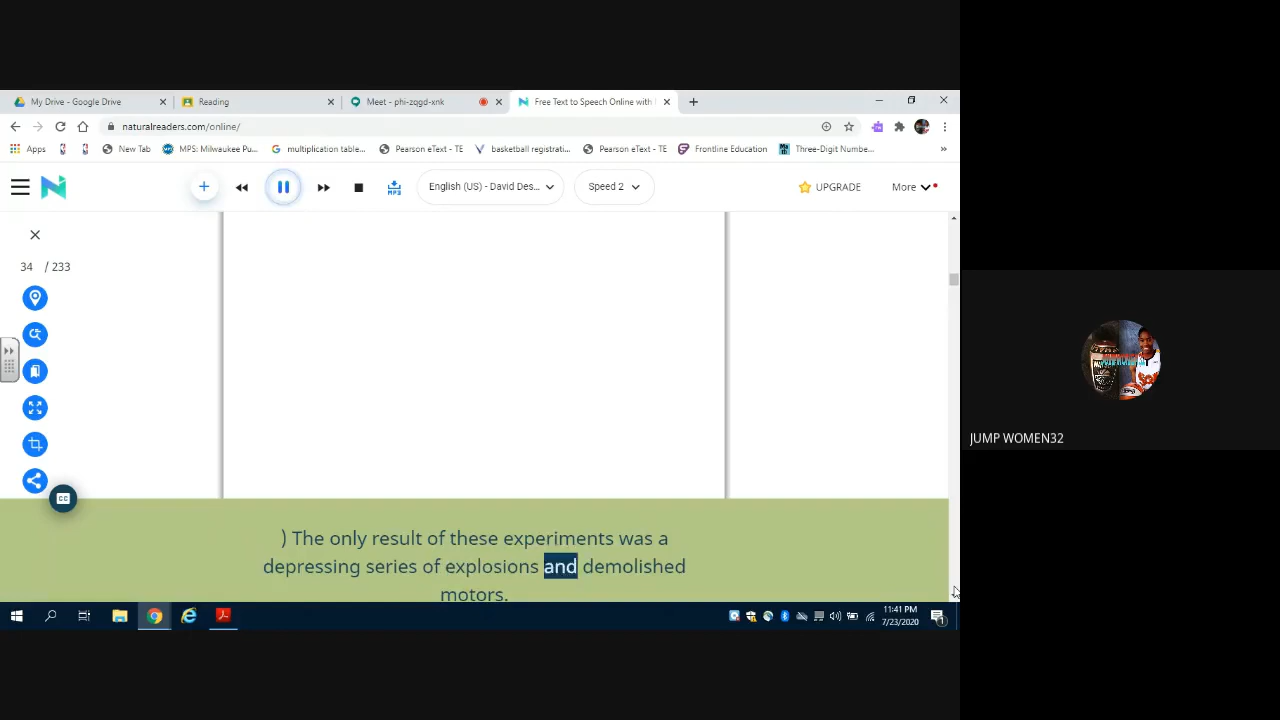 My Drive - Google Drive
Reading
Meet - phi-zqgd-xnk
Free Text to Speech Online with
naturalreaders.com/online/
Apps
New Tab
MPS: Milwaukee Pu...
multiplication table...
Pearson eText - TE
basketball registrati...
Pearson eText - TE
Frontline Education
Three-Digit Numbe...
»
MP3
English (US) - David Des...
Speed 2
UPGRADE
More
34 / 233
CC
JUMP WOMEN32
) The only result of these experiments was a
depressing series of explosions and demolished
motors.
11:41 PM
7/23/2020
1